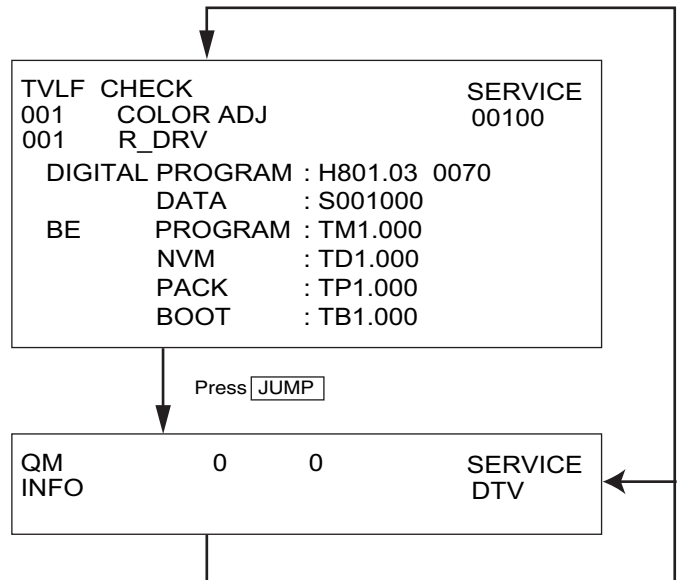 TVLF CHECK SERVICE
001 COLOR ADJ 00100
001 R_DRV
DIGITAL PROGRAM : H801.03 0070
DATA : S001000
BE PROGRAM : TM1.000
NVM : TD1.000
PACK : TP1.000
BOOT : TB1.000
Press JUMP
QM 0 0 SERVICE
INFO DTV